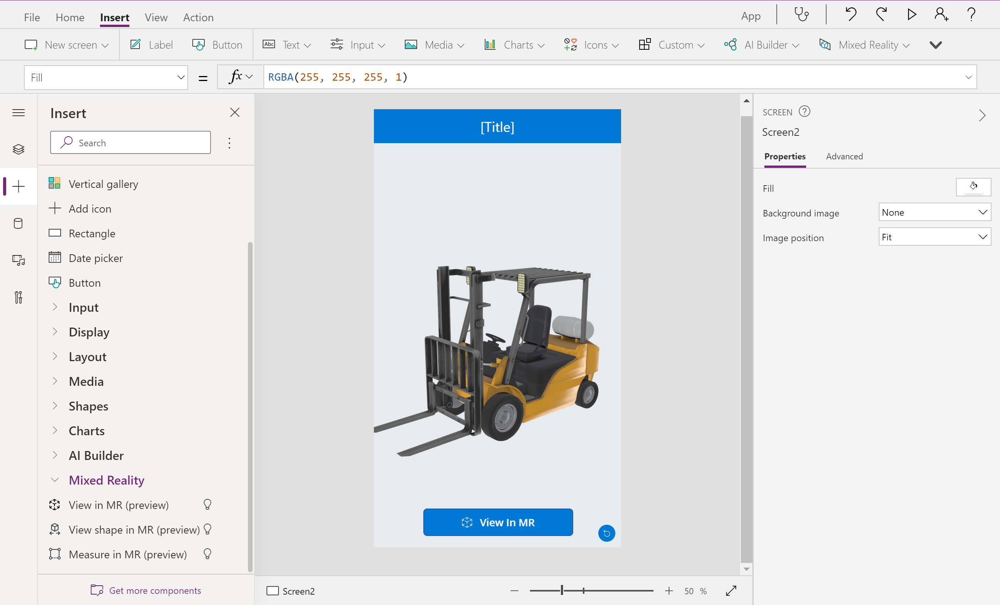 File Home Insert View Action App
New screen Label Button Abc Text Input Media Charts Icons Custom AI Builder Mixed Reality
Fill = fx RGBA(255, 255, 255, 1)
Insert
Search
Vertical gallery
Add icon
Rectangle
Date picker
Button
Input
Display
Layout
Media
Shapes
Charts
AI Builder
Mixed Reality
View in MR (preview)
View shape in MR (preview)
Measure in MR (preview)
Get more components
[Title]
View In MR
Screen2
50 %
SCREEN
Screen2
Properties Advanced
Fill
Background image None
Image position Fit